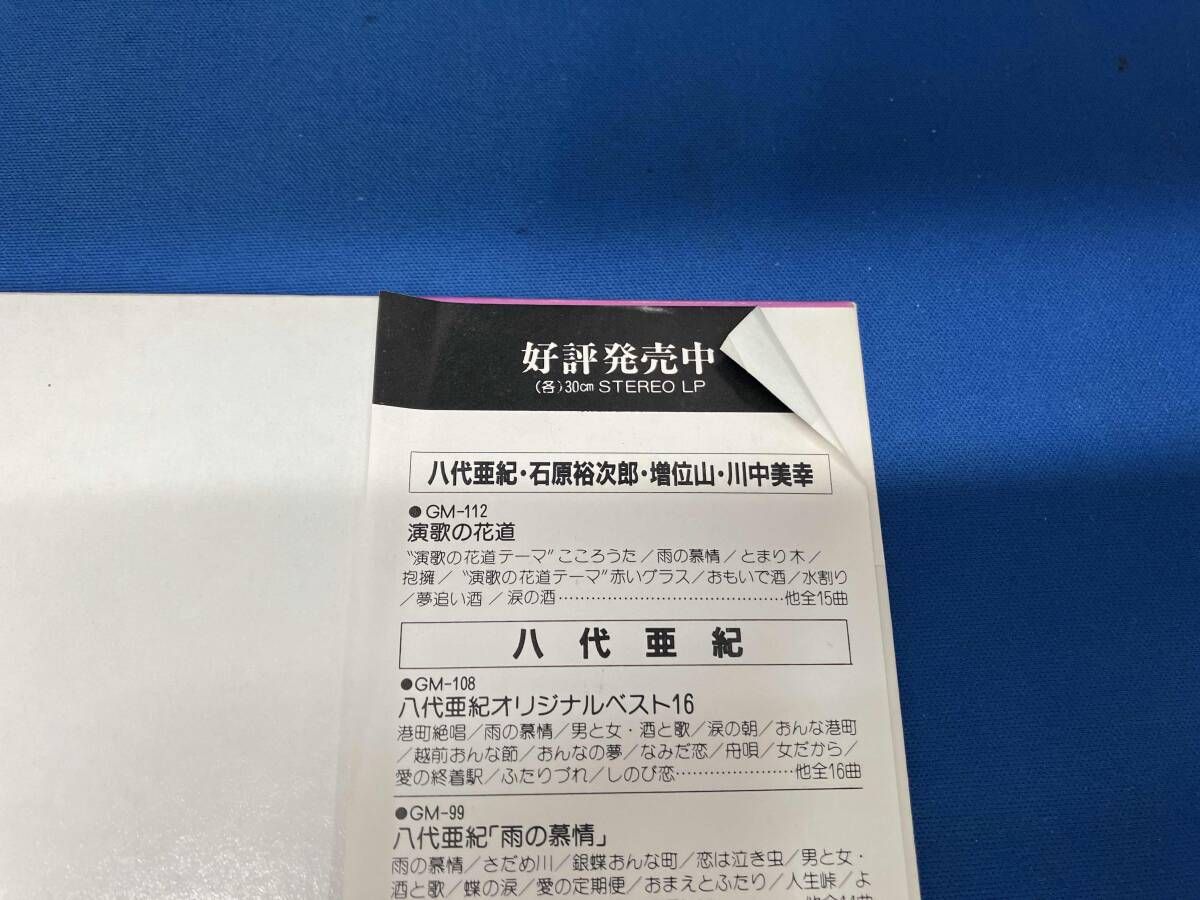 好評発売中
(各)30cm STEREO LP
八代亜紀・石原裕次郎・増位山・川中美幸
●GM-112
演歌の花道
"演歌の花道テーマ"こころうた/雨の慕情/とまり木/
抱擁/"演歌の花道テーマ"赤いグラス/おもいで酒/水割り
/夢追い酒/涙の酒……………………………………他全15曲
八代亜紀
●GM-108
八代亜紀オリジナルベスト16
港町絶唱/雨の慕情/男と女・酒と歌/涙の朝/おんな港町
/越前おんな節/おんなの夢/なみだ恋/舟唄/女だから/
愛の終着駅/ふたりづれ/しのび恋…………………他全16曲
●GM-99
八代亜紀「雨の慕情」
雨の慕情/さだめ川/銀蝶おんな町/恋は泣き虫/男と女・
酒と歌/蝶の涙/愛の定期便/おまえとふたり/人生峠/よ